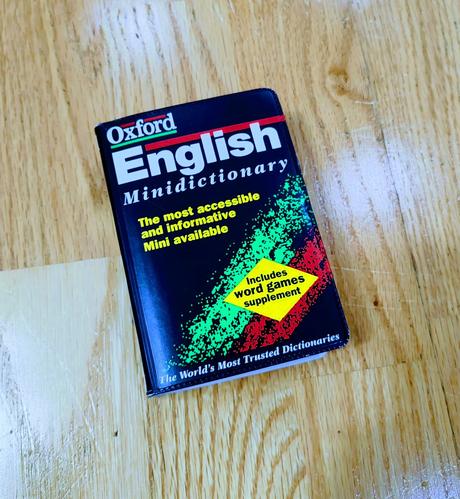 Oxford
English
Minidictionary
The most accessible
and informative
Mini available
Includes
word games
supplement
The World's Most Trusted Dictionaries